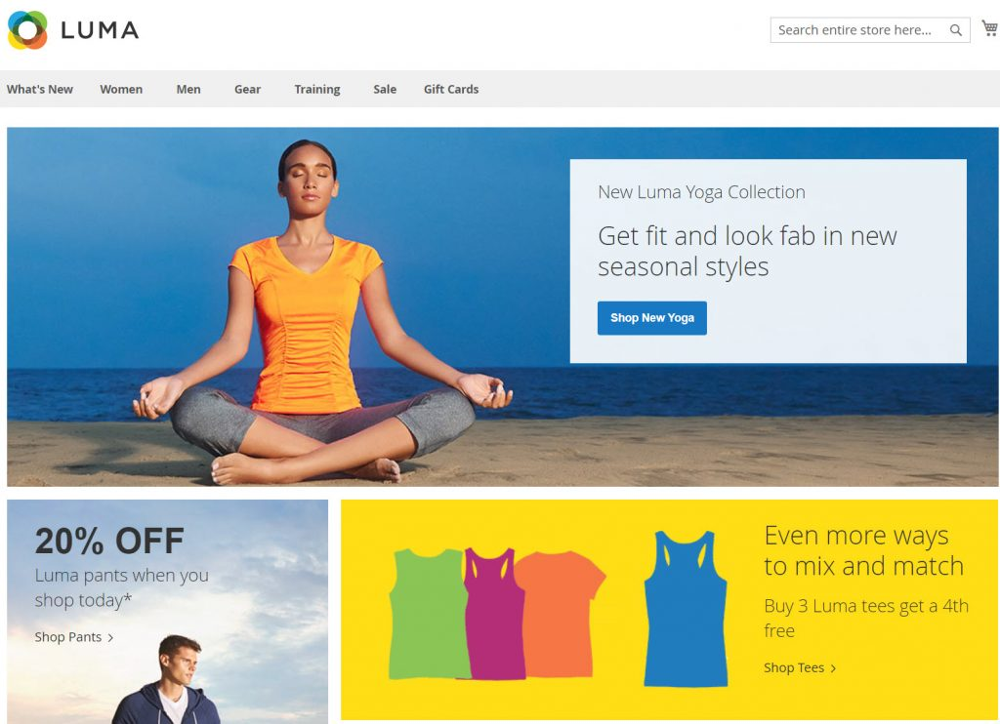 LUMA
Search entire store here...
What's New Women Men Gear Training Sale Gift Cards
New Luma Yoga Collection
Get fit and look fab in new
seasonal styles
Shop New Yoga
20% OFF
Luma pants when you
shop today*
Shop Pants >
Even more ways
to mix and match
Buy 3 Luma tees get a 4th
free
Shop Tees >